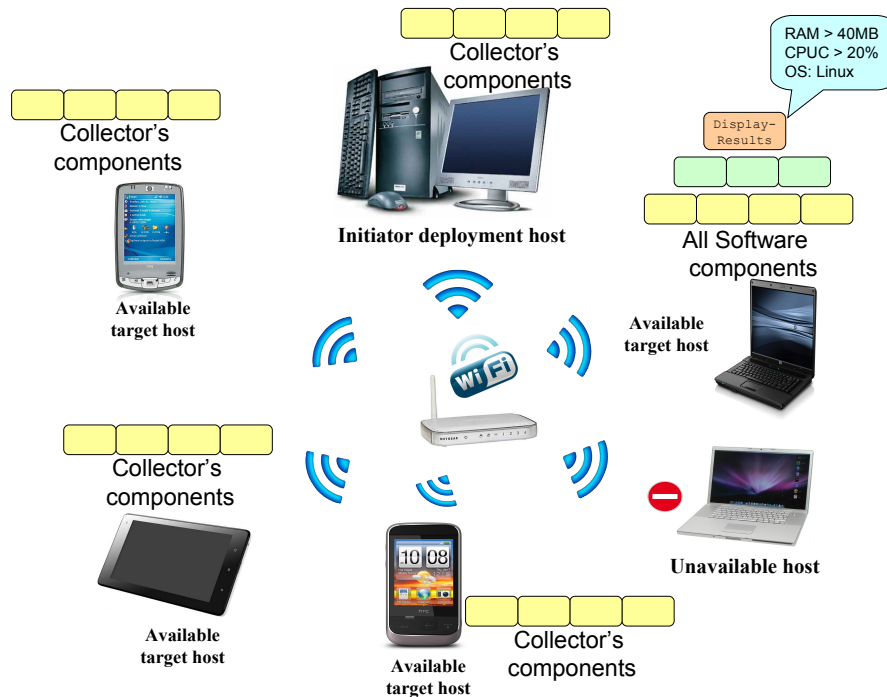 Collector's
components
RAM > 40MB
CPUC > 20%
OS: Linux
Display-
Results
Collector's
components
Initiator deployment host
All Software
components
Available
target host
Available
target host
Wi Fi
NETGEAR
Collector's
components
Unavailable host
10 08
hTC
Available
target host
Collector's
components
Available
target host